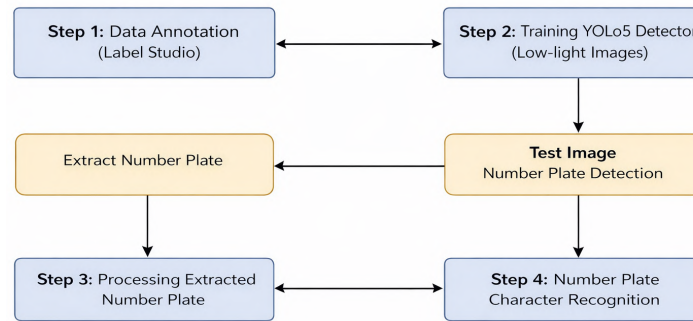 Step 1: Data Annotation
(Label Studio)
Step 2: Training YOLo5 Detector
(Low-light Images)
Extract Number Plate
Test Image
Number Plate Detection
Step 3: Processing Extracted
Number Plate
Step 4: Number Plate
Character Recognition